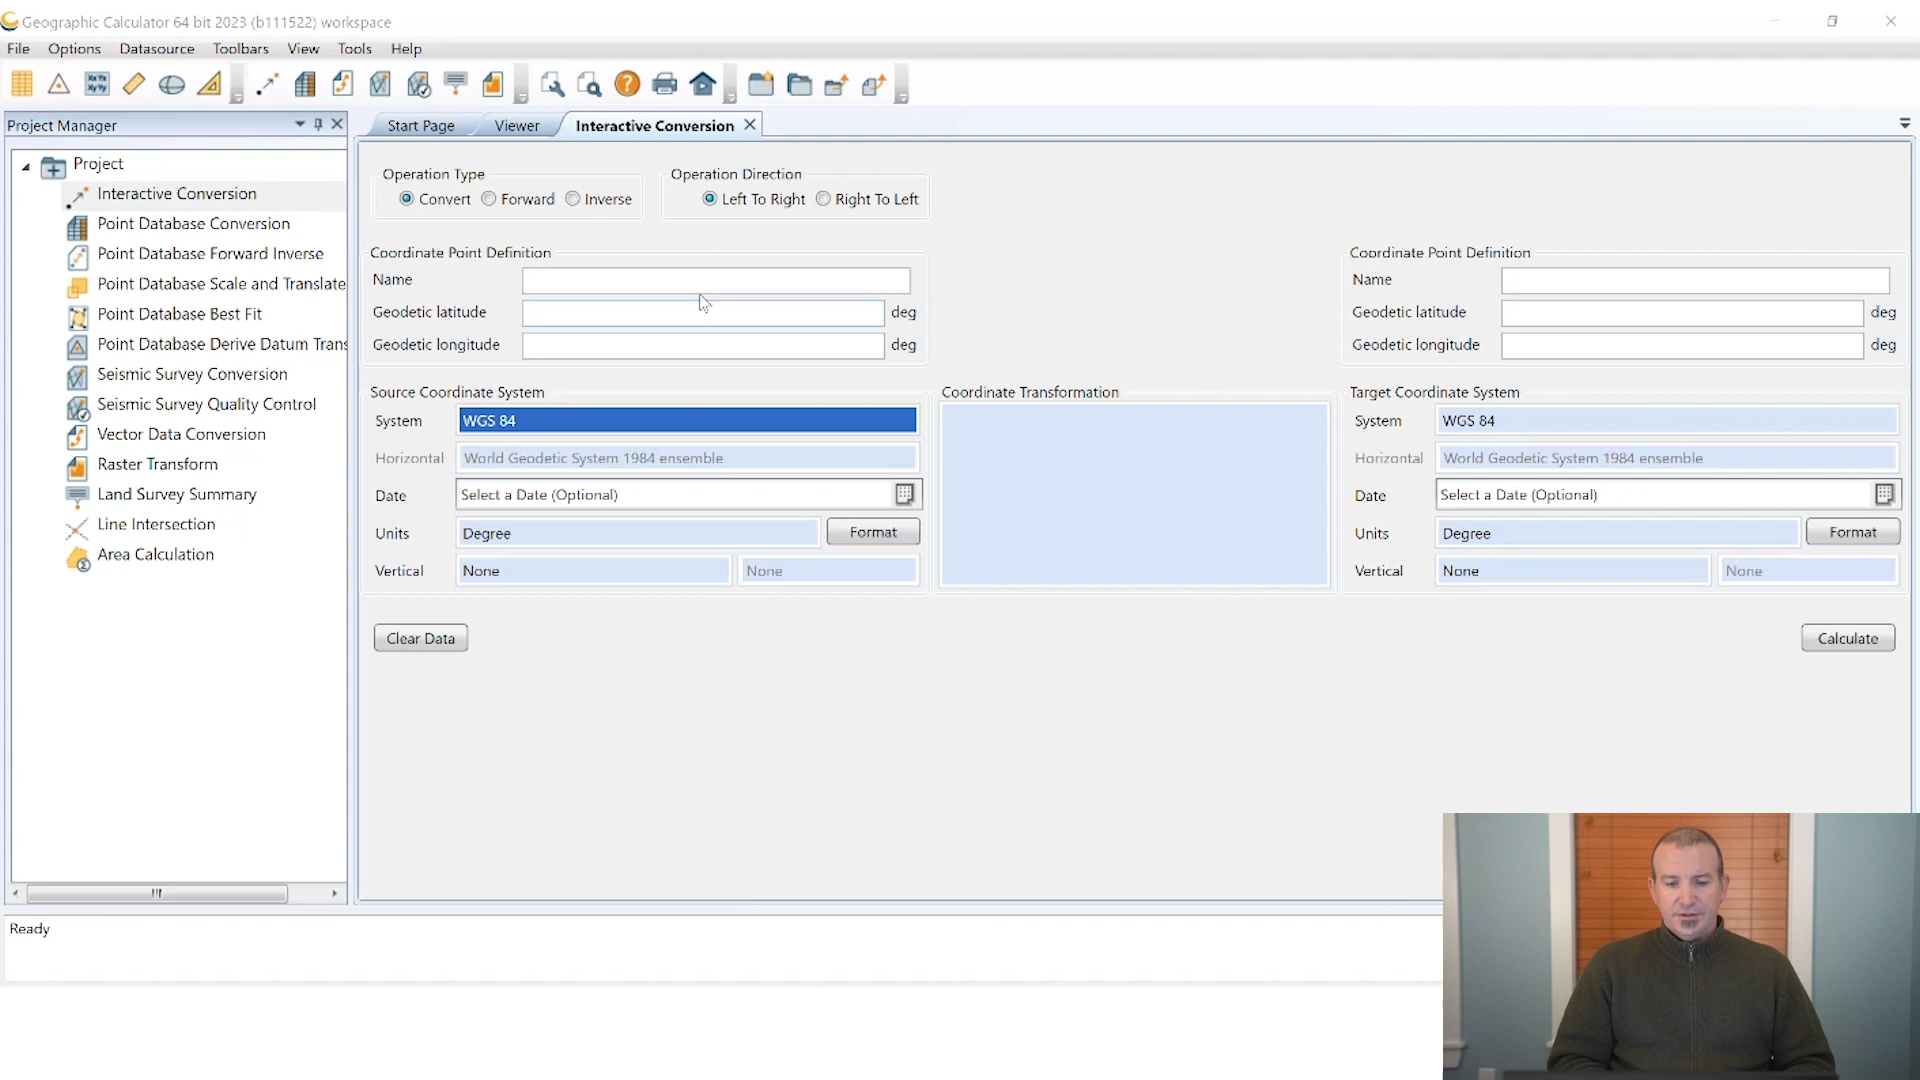 Geographic Calculator 64 bit 2023 (b111522) workspace
File Options Datasource Toolbars View Tools Help
Project Manager
Start Page Viewer Interactive Conversion
Project
Interactive Conversion
Point Database Conversion
Point Database Forward Inverse
Point Database Scale and Translate
Point Database Best Fit
Point Database Derive Datum Trans
Seismic Survey Conversion
Seismic Survey Quality Control
Vector Data Conversion
Raster Transform
Land Survey Summary
Line Intersection
Area Calculation
Operation Type
Convert Forward Inverse
Operation Direction
Left To Right Right To Left
Coordinate Point Definition
Name
Geodetic latitude deg
Geodetic longitude deg
Coordinate Point Definition
Name
Geodetic latitude deg
Geodetic longitude deg
Source Coordinate System
System WGS 84
Horizontal World Geodetic System 1984 ensemble
Date Select a Date (Optional)
Units Degree Format
Vertical None None
Coordinate Transformation
Target Coordinate System
System WGS 84
Horizontal World Geodetic System 1984 ensemble
Date Select a Date (Optional)
Units Degree Format
Vertical None None
Clear Data Calculate
Ready